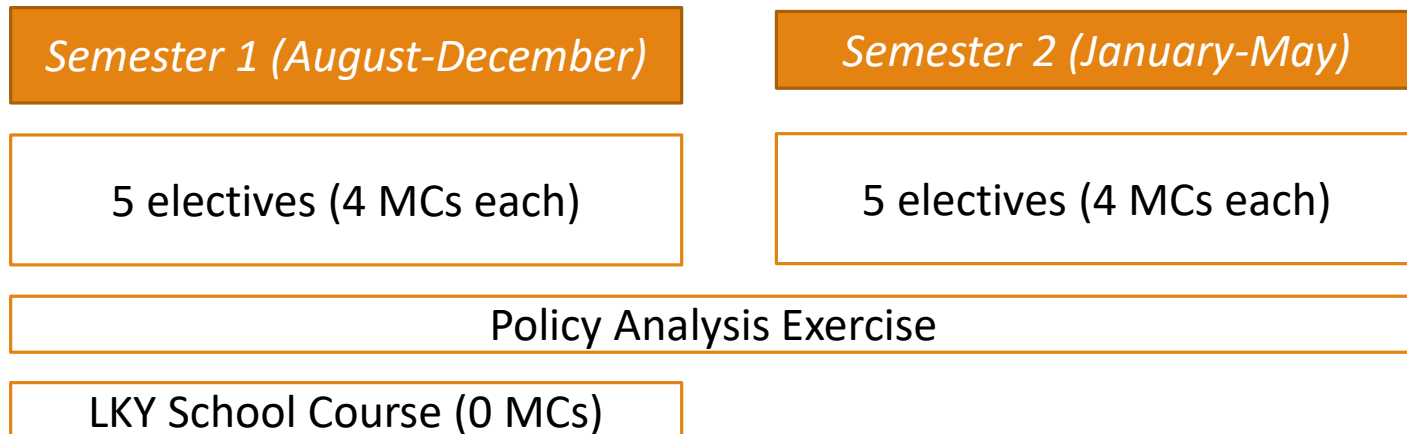 Semester 1 (August-December)
Semester 2 (January-May)
5 electives (4 MCs each)
5 electives (4 MCs each)
Policy Analysis Exercise
LKY School Course (0 MCs)